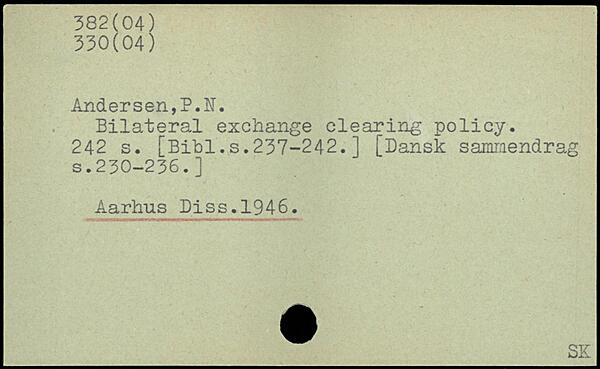 382(04)
330(04)
Andersen,P.N.
Bilateral exchange clearing policy.
242 s. [Bibl.s.237-242.] [Dansk sammendrag
s.230-236.]
Aarhus Diss.1946.
SK